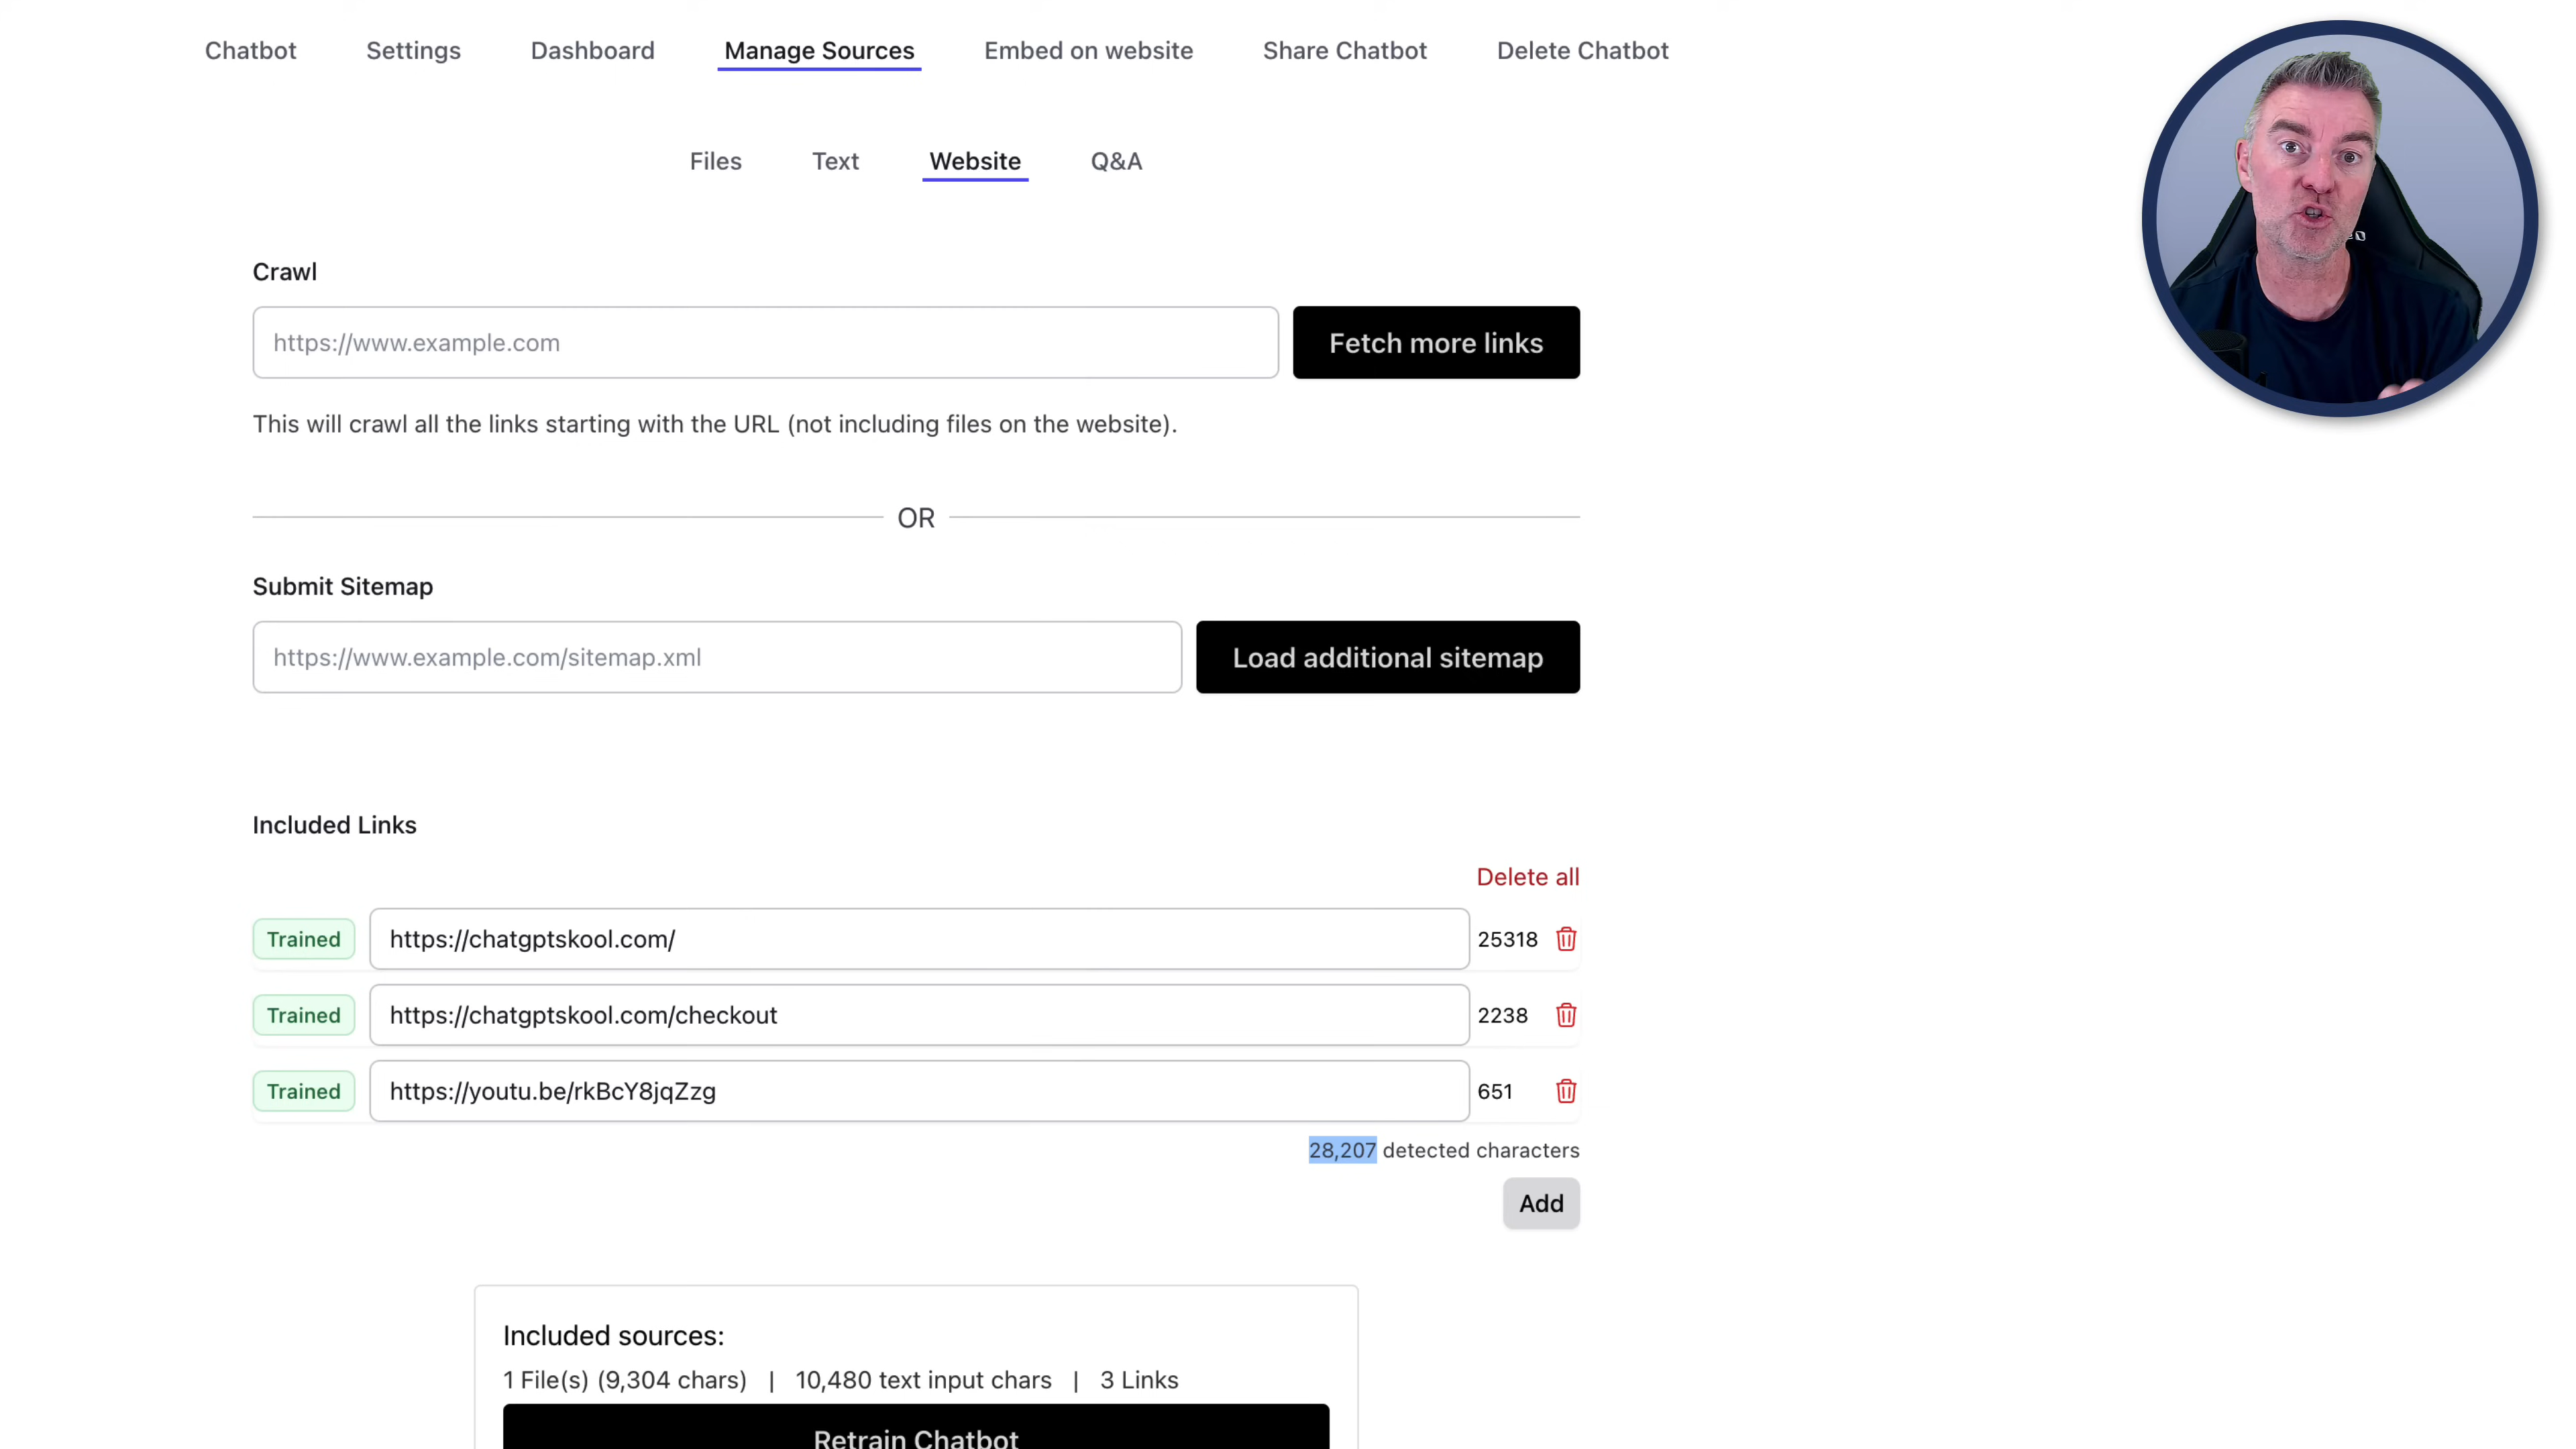 Chatbot Settings Dashboard Manage Sources Embed on website Share Chatbot Delete Chatbot
Files Text Website Q&A
Crawl
https://www.example.com Fetch more links
This will crawl all the links starting with the URL (not including files on the website).
OR
Submit Sitemap
https://www.example.com/sitemap.xml Load additional sitemap
Included Links
Delete all
Trained https://chatgptskool.com/ 25318
Trained https://chatgptskool.com/checkout 2238
Trained https://youtu.be/rkBcY8jqZzg 651
28,207 detected characters
Add
Included sources:
1 File(s) (9,304 chars) | 10,480 text input chars | 3 Links
Retrain Chatbot